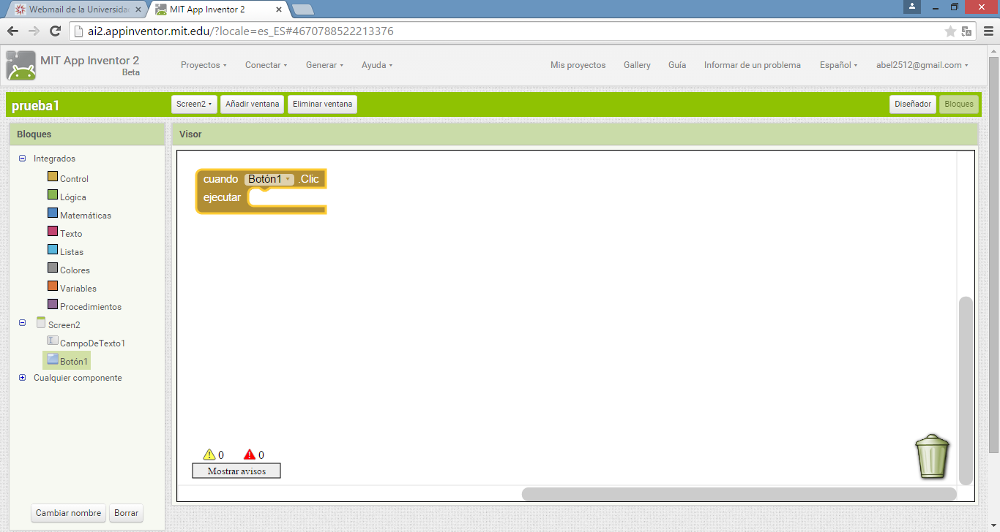 Webmail de la Universida
MIT App Inventor 2
ai2.appinventor.mit.edu/?locale=es_ES#4670788522213376
MIT App Inventor 2
Beta
Proyectos Conectar Generar Ayuda Mis proyectos Gallery Guía Informar de un problema Español abel2512@gmail.com
prueba1 Screen2 Añadir ventana Eliminar ventana Diseñador Bloques
Bloques
Integrados
Control
Lógica
Matemáticas
Texto
Listas
Colores
Variables
Procedimientos
Screen2
CampoDeTexto1
Botón1
Cualquier componente
Cambiar nombre Borrar
Visor
cuando Botón1 .Clic
ejecutar
0 0
Mostrar avisos